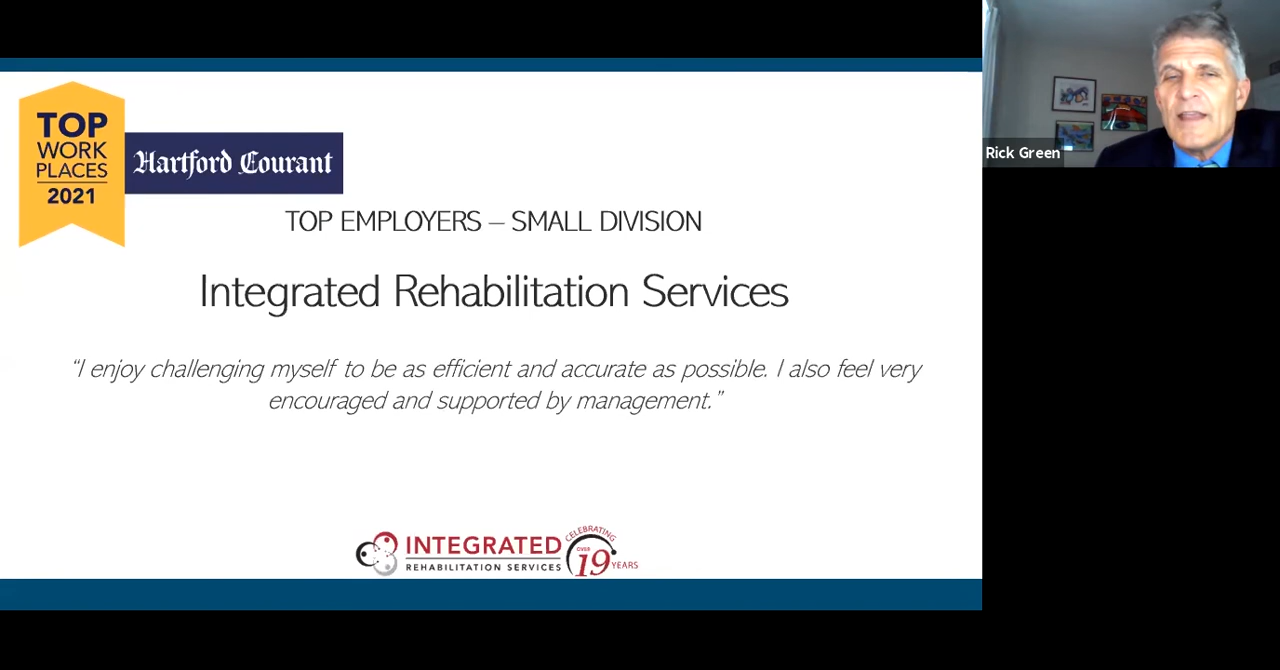 TOP
WORK
PLACES
2021
Hartford Courant
TOP EMPLOYERS – SMALL DIVISION
Integrated Rehabilitation Services
“I enjoy challenging myself to be as efficient and accurate as possible. I also feel very
encouraged and supported by management.”
INTEGRATED
REHABILITATION SERVICES
CELEBRATING
OVER
19 YEARS
Rick Green